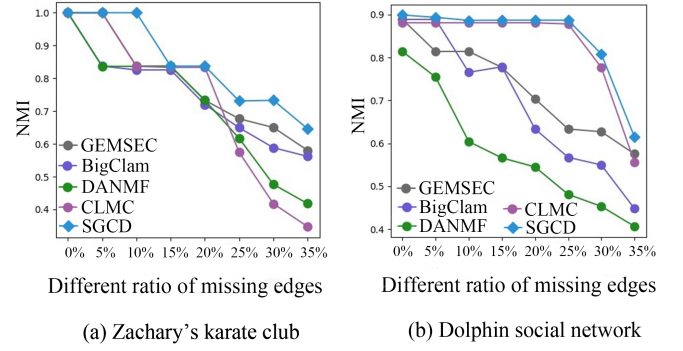 NMI
1.0
0.9
0.8
0.7
0.6
0.5
0.4
GEMSEC
BigClam
DANMF
CLMC
SGCD
0% 5% 10% 15% 20% 25% 30% 35%
Different ratio of missing edges
(a) Zachary's karate club
NMI
0.9
0.8
0.7
0.6
0.5
0.4
GEMSEC
BigClam CLMC
DANMF SGCD
0% 5% 10% 15% 20% 25% 30% 35%
Different ratio of missing edges
(b) Dolphin social network